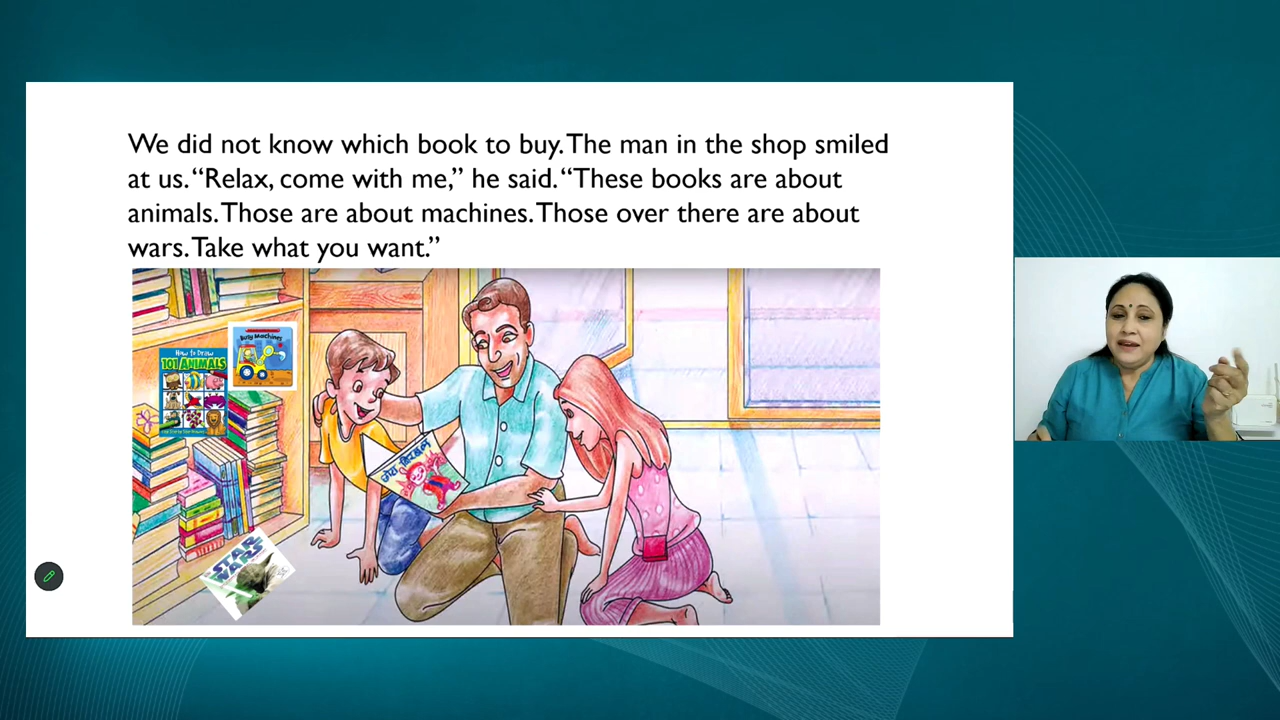 We did not know which book to buy. The man in the shop smiled
at us. “Relax, come with me,” he said. “These books are about
animals. Those are about machines. Those over there are about
wars. Take what you want.”
Busy Machines
How to Draw
101 ANIMALS
STAR
WARS